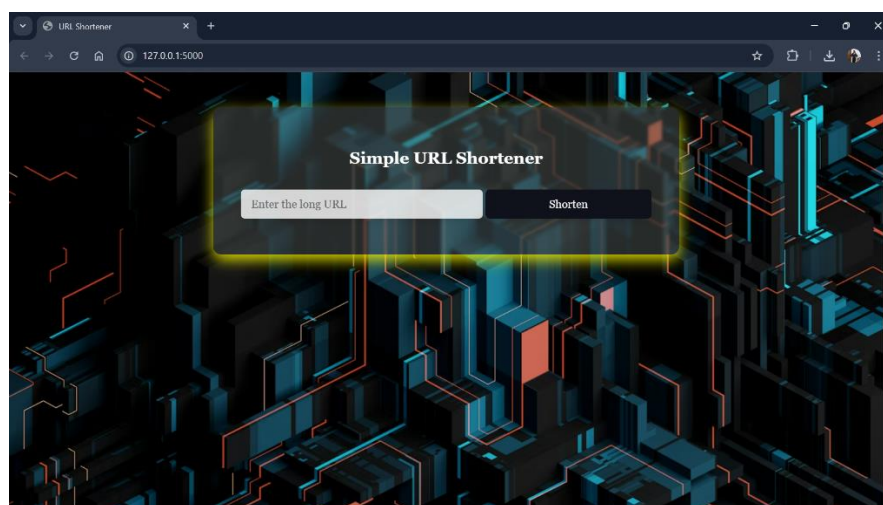 URL Shortener
127.0.0.1:5000
Simple URL Shortener
Enter the long URL
Shorten